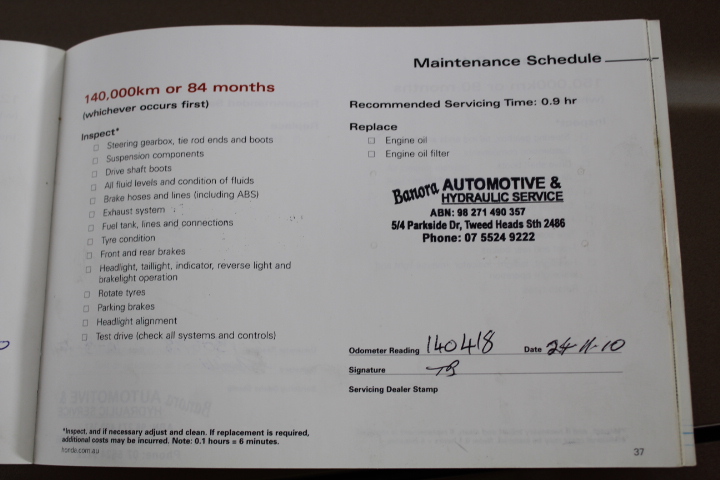 Maintenance Schedule
140,000km or 84 months
(whichever occurs first)
Inspect*
Steering gearbox, tie rod ends and boots
Suspension components
Drive shaft boots
All fluid levels and condition of fluids
Brake hoses and lines (including ABS)
Exhaust system
Fuel tank, lines and connections
Tyre condition
Front and rear brakes
Headlight, taillight, indicator, reverse light and
brakelight operation
Rotate tyres
Parking brakes
Headlight alignment
Test drive (check all systems and controls)
*Inspect, and if necessary adjust and clean. If replacement is required,
additional costs may be incurred. Note: 0.1 hours = 6 minutes.
Recommended Servicing Time: 0.9 hr
Replace
Engine oil
Engine oil filter
Banora AUTOMOTIVE &
HYDRAULIC SERVICE
ABN: 98 271 490 357
5/4 Parkside Dr, Tweed Heads Sth 2486
Phone: 07 5524 9222
Odometer Reading 140418 Date 24-11-10
Signature
Servicing Dealer Stamp
37